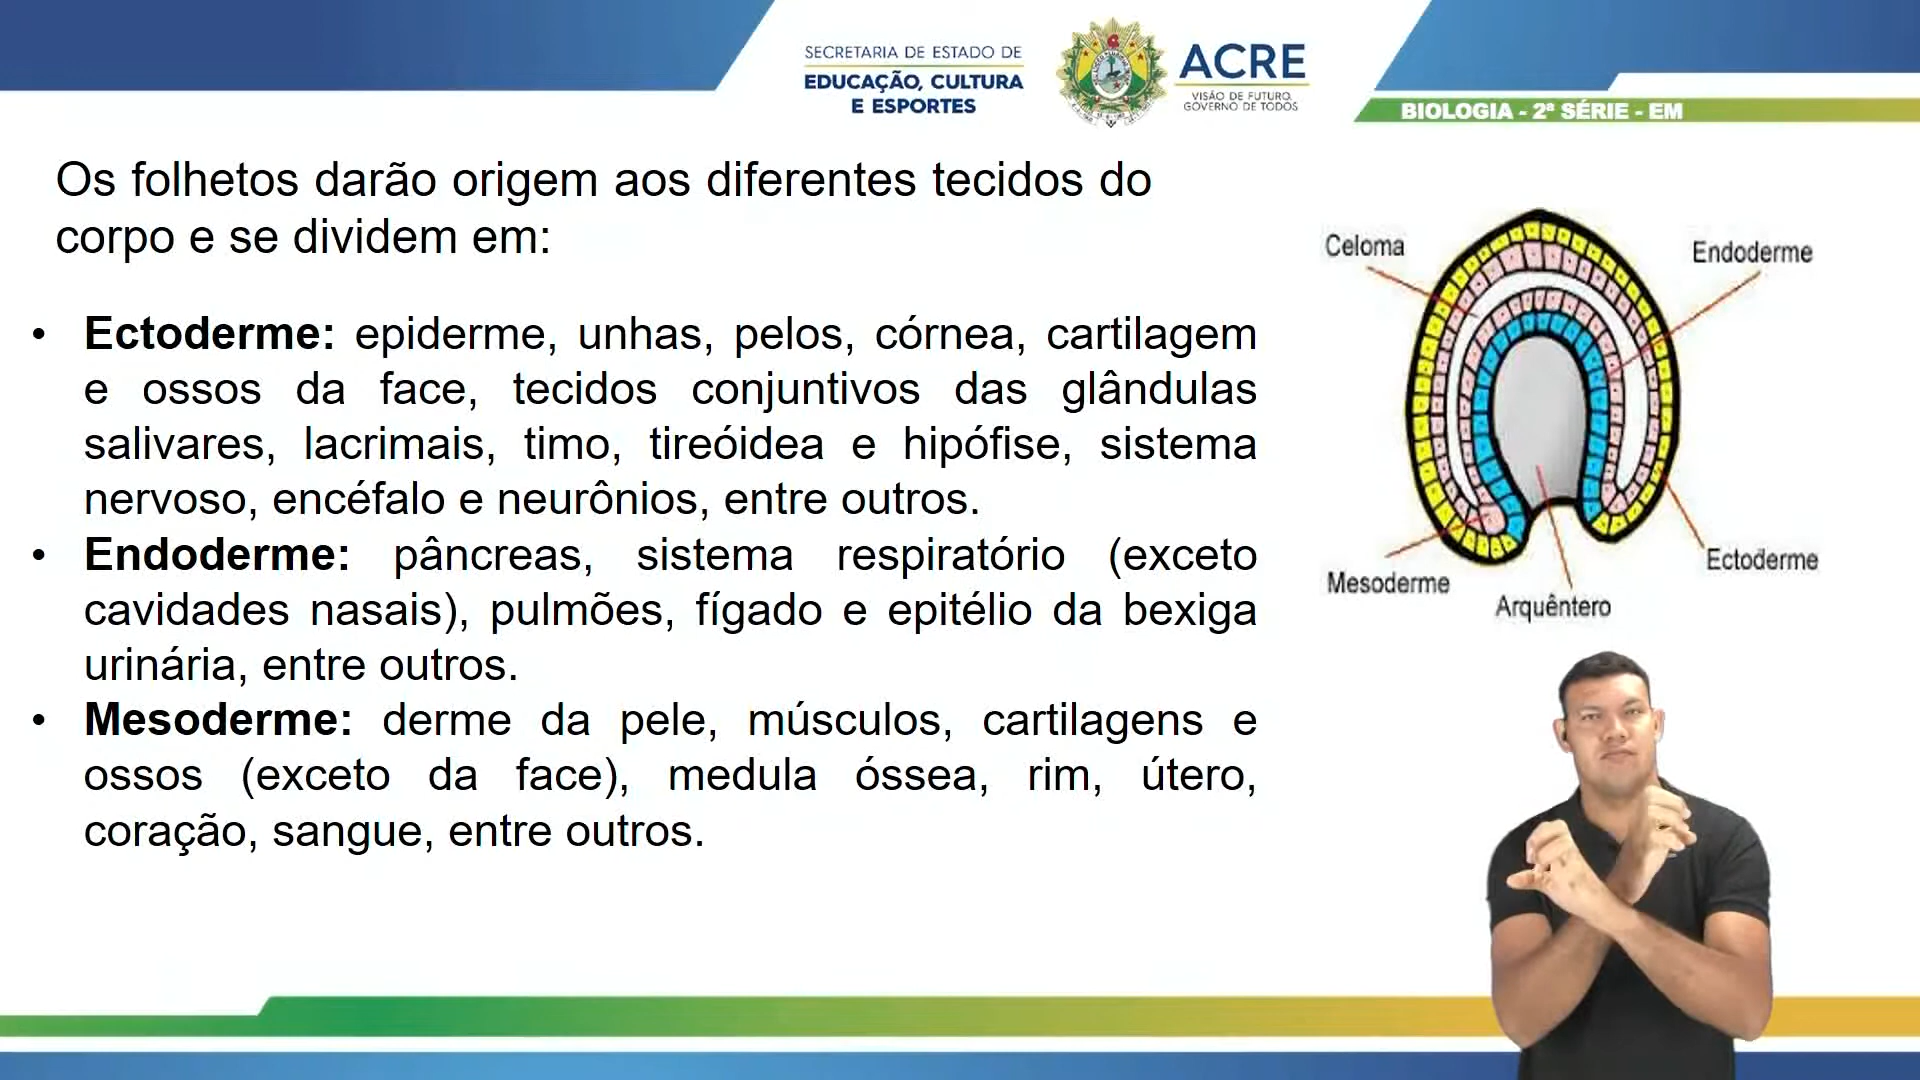 SECRETARIA DE ESTADO DE
EDUCAÇÃO, CULTURA
E ESPORTES
ACRE
VISÃO DE FUTURO.
GOVERNO DE TODOS
BIOLOGIA - 2ª SÉRIE - EM
Os folhetos darão origem aos diferentes tecidos do
corpo e se dividem em:
• Ectoderme: epiderme, unhas, pelos, córnea, cartilagem
e ossos da face, tecidos conjuntivos das glândulas
salivares, lacrimais, timo, tireóidea e hipófise, sistema
nervoso, encéfalo e neurônios, entre outros.
• Endoderme: pâncreas, sistema respiratório (exceto
cavidades nasais), pulmões, fígado e epitélio da bexiga
urinária, entre outros.
• Mesoderme: derme da pele, músculos, cartilagens e
ossos (exceto da face), medula óssea, rim, útero,
coração, sangue, entre outros.
Celoma
Endoderme
Ectoderme
Mesoderme
Arquêntero